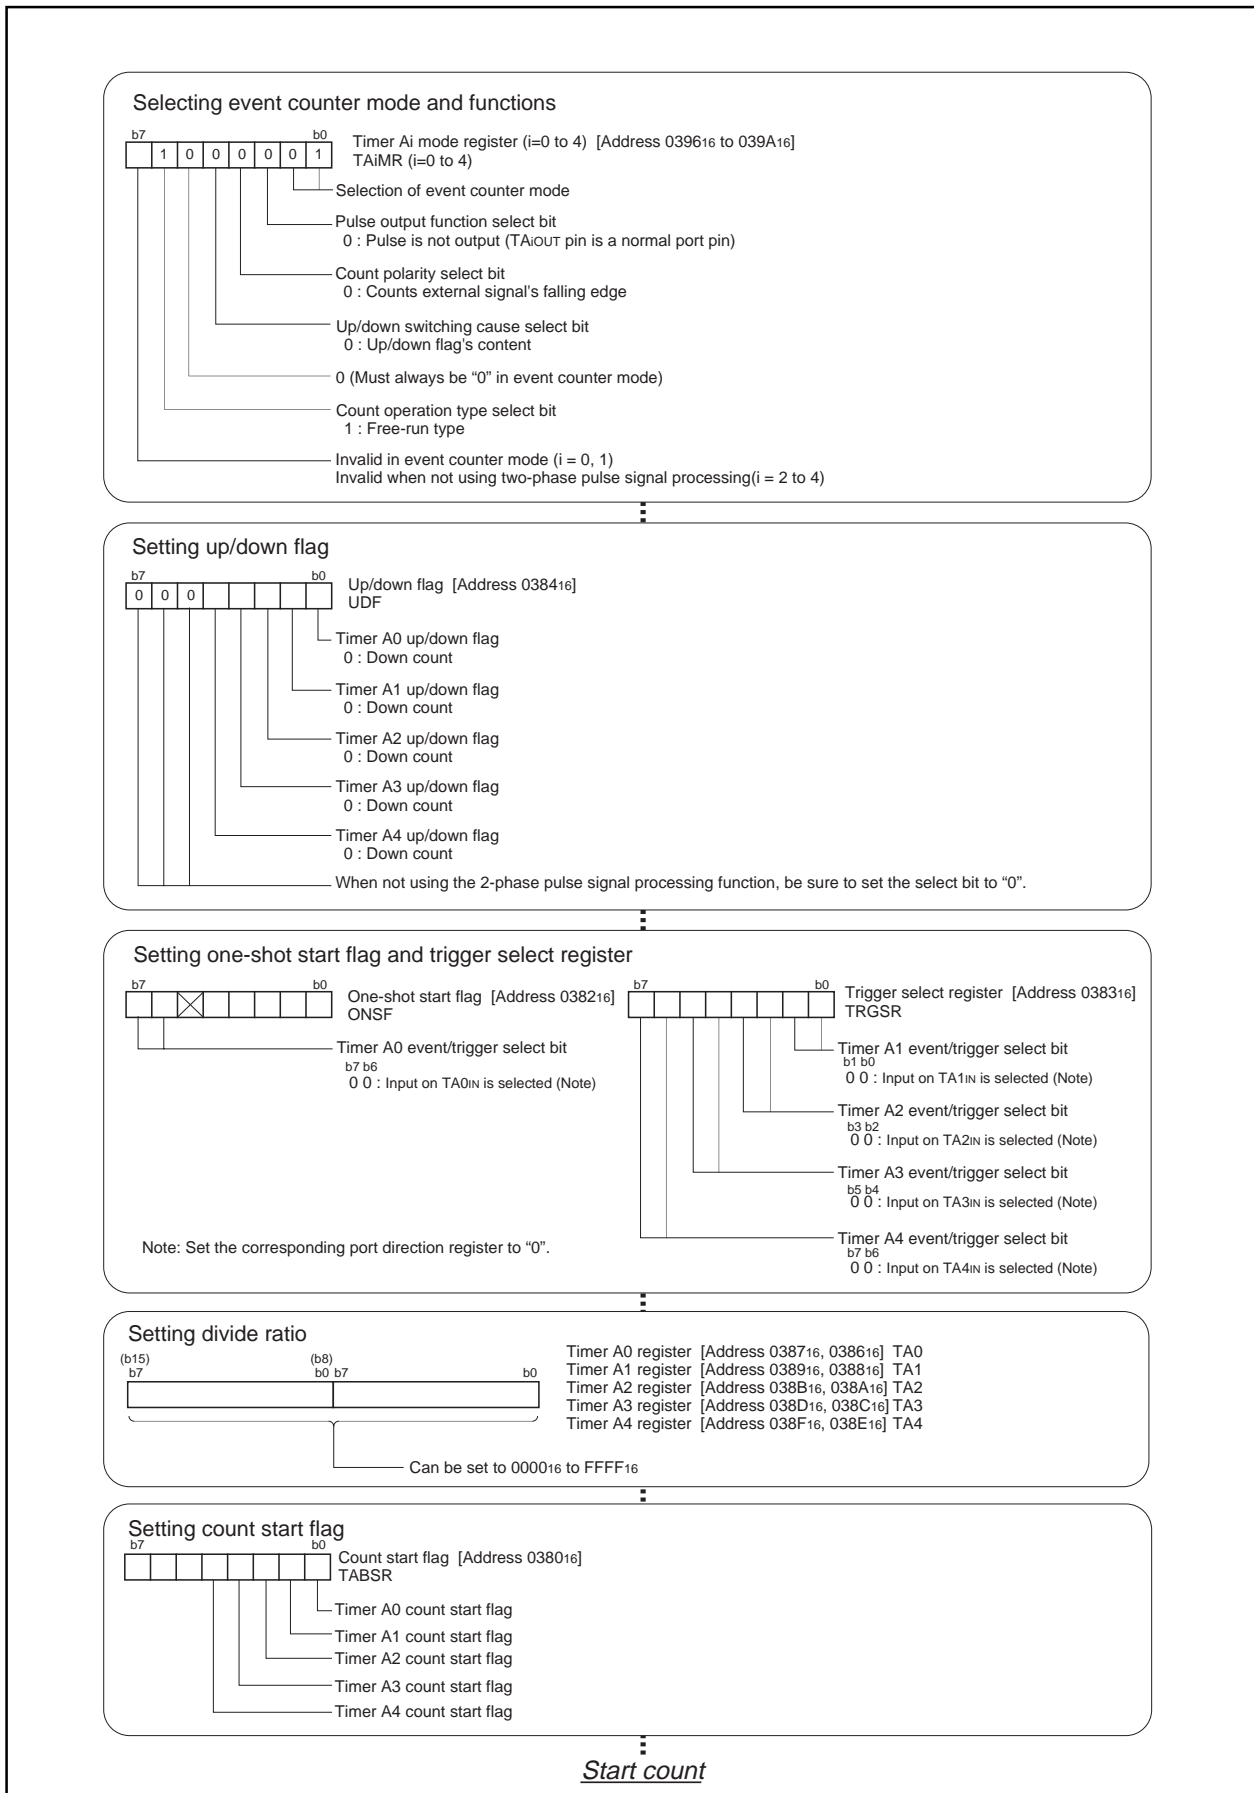 Selecting event counter mode and functions
b7 b0
1 0 0 0 0 0 1
Timer Ai mode register (i=0 to 4) [Address 039616 to 039A16]
TAiMR (i=0 to 4)
Selection of event counter mode
Pulse output function select bit
0 : Pulse is not output (TAiOUT pin is a normal port pin)
Count polarity select bit
0 : Counts external signal's falling edge
Up/down switching cause select bit
0 : Up/down flag's content
0 (Must always be “0” in event counter mode)
Count operation type select bit
1 : Free-run type
Invalid in event counter mode (i = 0, 1)
Invalid when not using two-phase pulse signal processing(i = 2 to 4)
Setting up/down flag
b7 b0
0 0 0
Up/down flag [Address 038416]
UDF
Timer A0 up/down flag
0 : Down count
Timer A1 up/down flag
0 : Down count
Timer A2 up/down flag
0 : Down count
Timer A3 up/down flag
0 : Down count
Timer A4 up/down flag
0 : Down count
When not using the 2-phase pulse signal processing function, be sure to set the select bit to “0”.
Setting one-shot start flag and trigger select register
b7 b0
One-shot start flag [Address 038216]
ONSF
Timer A0 event/trigger select bit
b7 b6
0 0 : Input on TA0IN is selected (Note)
b7 b0
Trigger select register [Address 038316]
TRGSR
Timer A1 event/trigger select bit
b1 b0
0 0 : Input on TA1IN is selected (Note)
Timer A2 event/trigger select bit
b3 b2
0 0 : Input on TA2IN is selected (Note)
Timer A3 event/trigger select bit
b5 b4
0 0 : Input on TA3IN is selected (Note)
Timer A4 event/trigger select bit
b7 b6
0 0 : Input on TA4IN is selected (Note)
Note: Set the corresponding port direction register to “0”.
Setting divide ratio
(b15) (b8)
b7 b0 b7 b0
Timer A0 register [Address 038716, 038616] TA0
Timer A1 register [Address 038916, 038816] TA1
Timer A2 register [Address 038B16, 038A16] TA2
Timer A3 register [Address 038D16, 038C16] TA3
Timer A4 register [Address 038F16, 038E16] TA4
Can be set to 000016 to FFFF16
Setting count start flag
b7 b0
Count start flag [Address 038016]
TABSR
Timer A0 count start flag
Timer A1 count start flag
Timer A2 count start flag
Timer A3 count start flag
Timer A4 count start flag
Start count